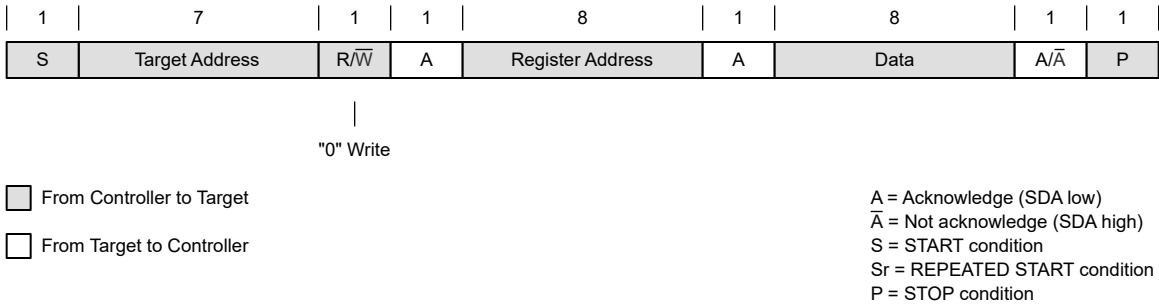 1 7 1 1 8 1 8 1 1
S Target Address R/W̅ A Register Address A Data A/A̅ P
"0" Write
From Controller to Target
From Target to Controller
A = Acknowledge (SDA low)
A̅ = Not acknowledge (SDA high)
S = START condition
Sr = REPEATED START condition
P = STOP condition